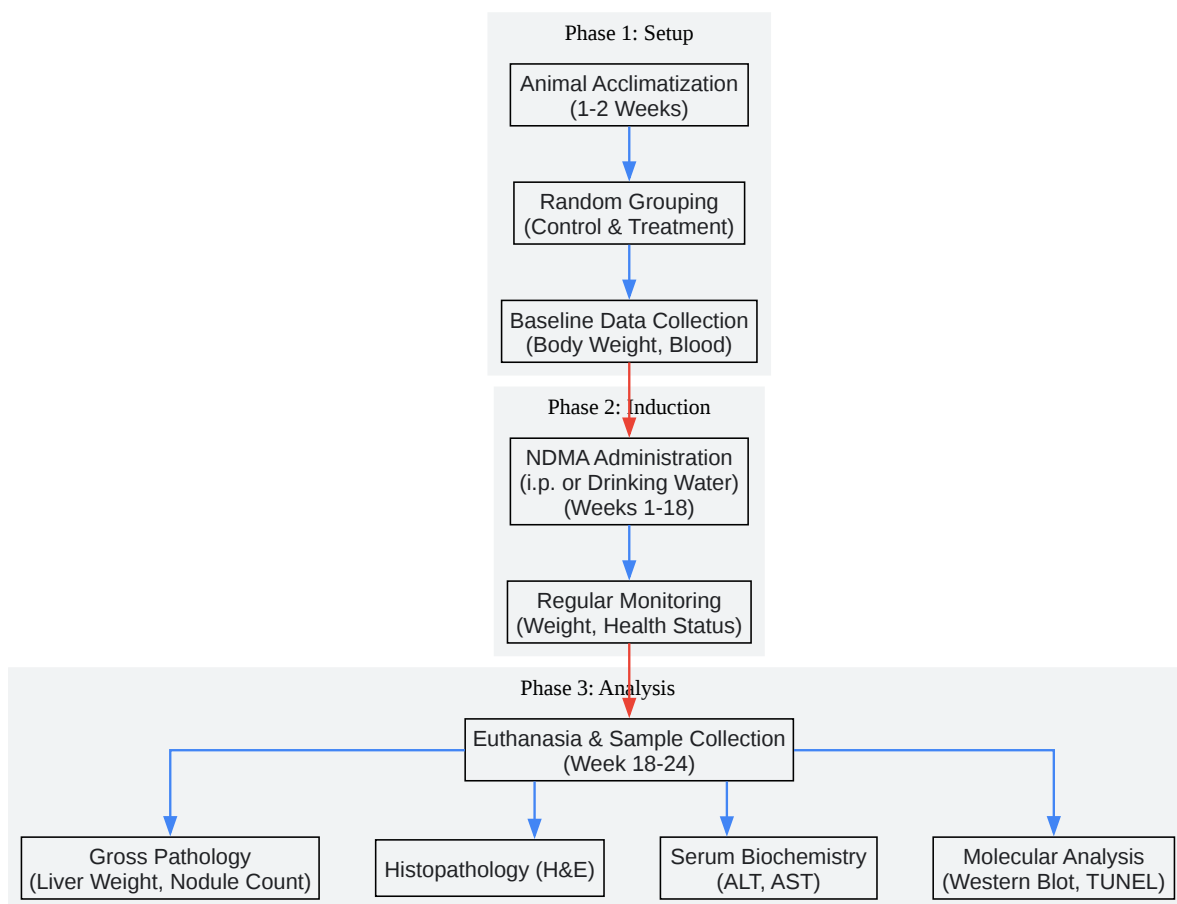 Phase 1: Setup
Animal Acclimatization
(1-2 Weeks)
Random Grouping
(Control & Treatment)
Baseline Data Collection
(Body Weight, Blood)
Phase 2: Induction
NDMA Administration
(i.p. or Drinking Water)
(Weeks 1-18)
Regular Monitoring
(Weight, Health Status)
Phase 3: Analysis
Euthanasia & Sample Collection
(Week 18-24)
Gross Pathology
(Liver Weight, Nodule Count)
Histopathology (H&E)
Serum Biochemistry
(ALT, AST)
Molecular Analysis
(Western Blot, TUNEL)